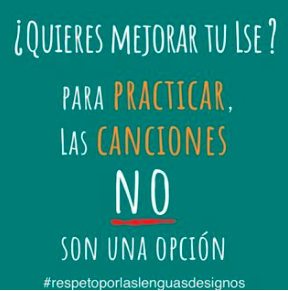 ¿Quieres mejorar tu Lse?
para PRACTICAR,
Las CANCIONES
NO
son una opción
#respetoporlaslenguasdesignos